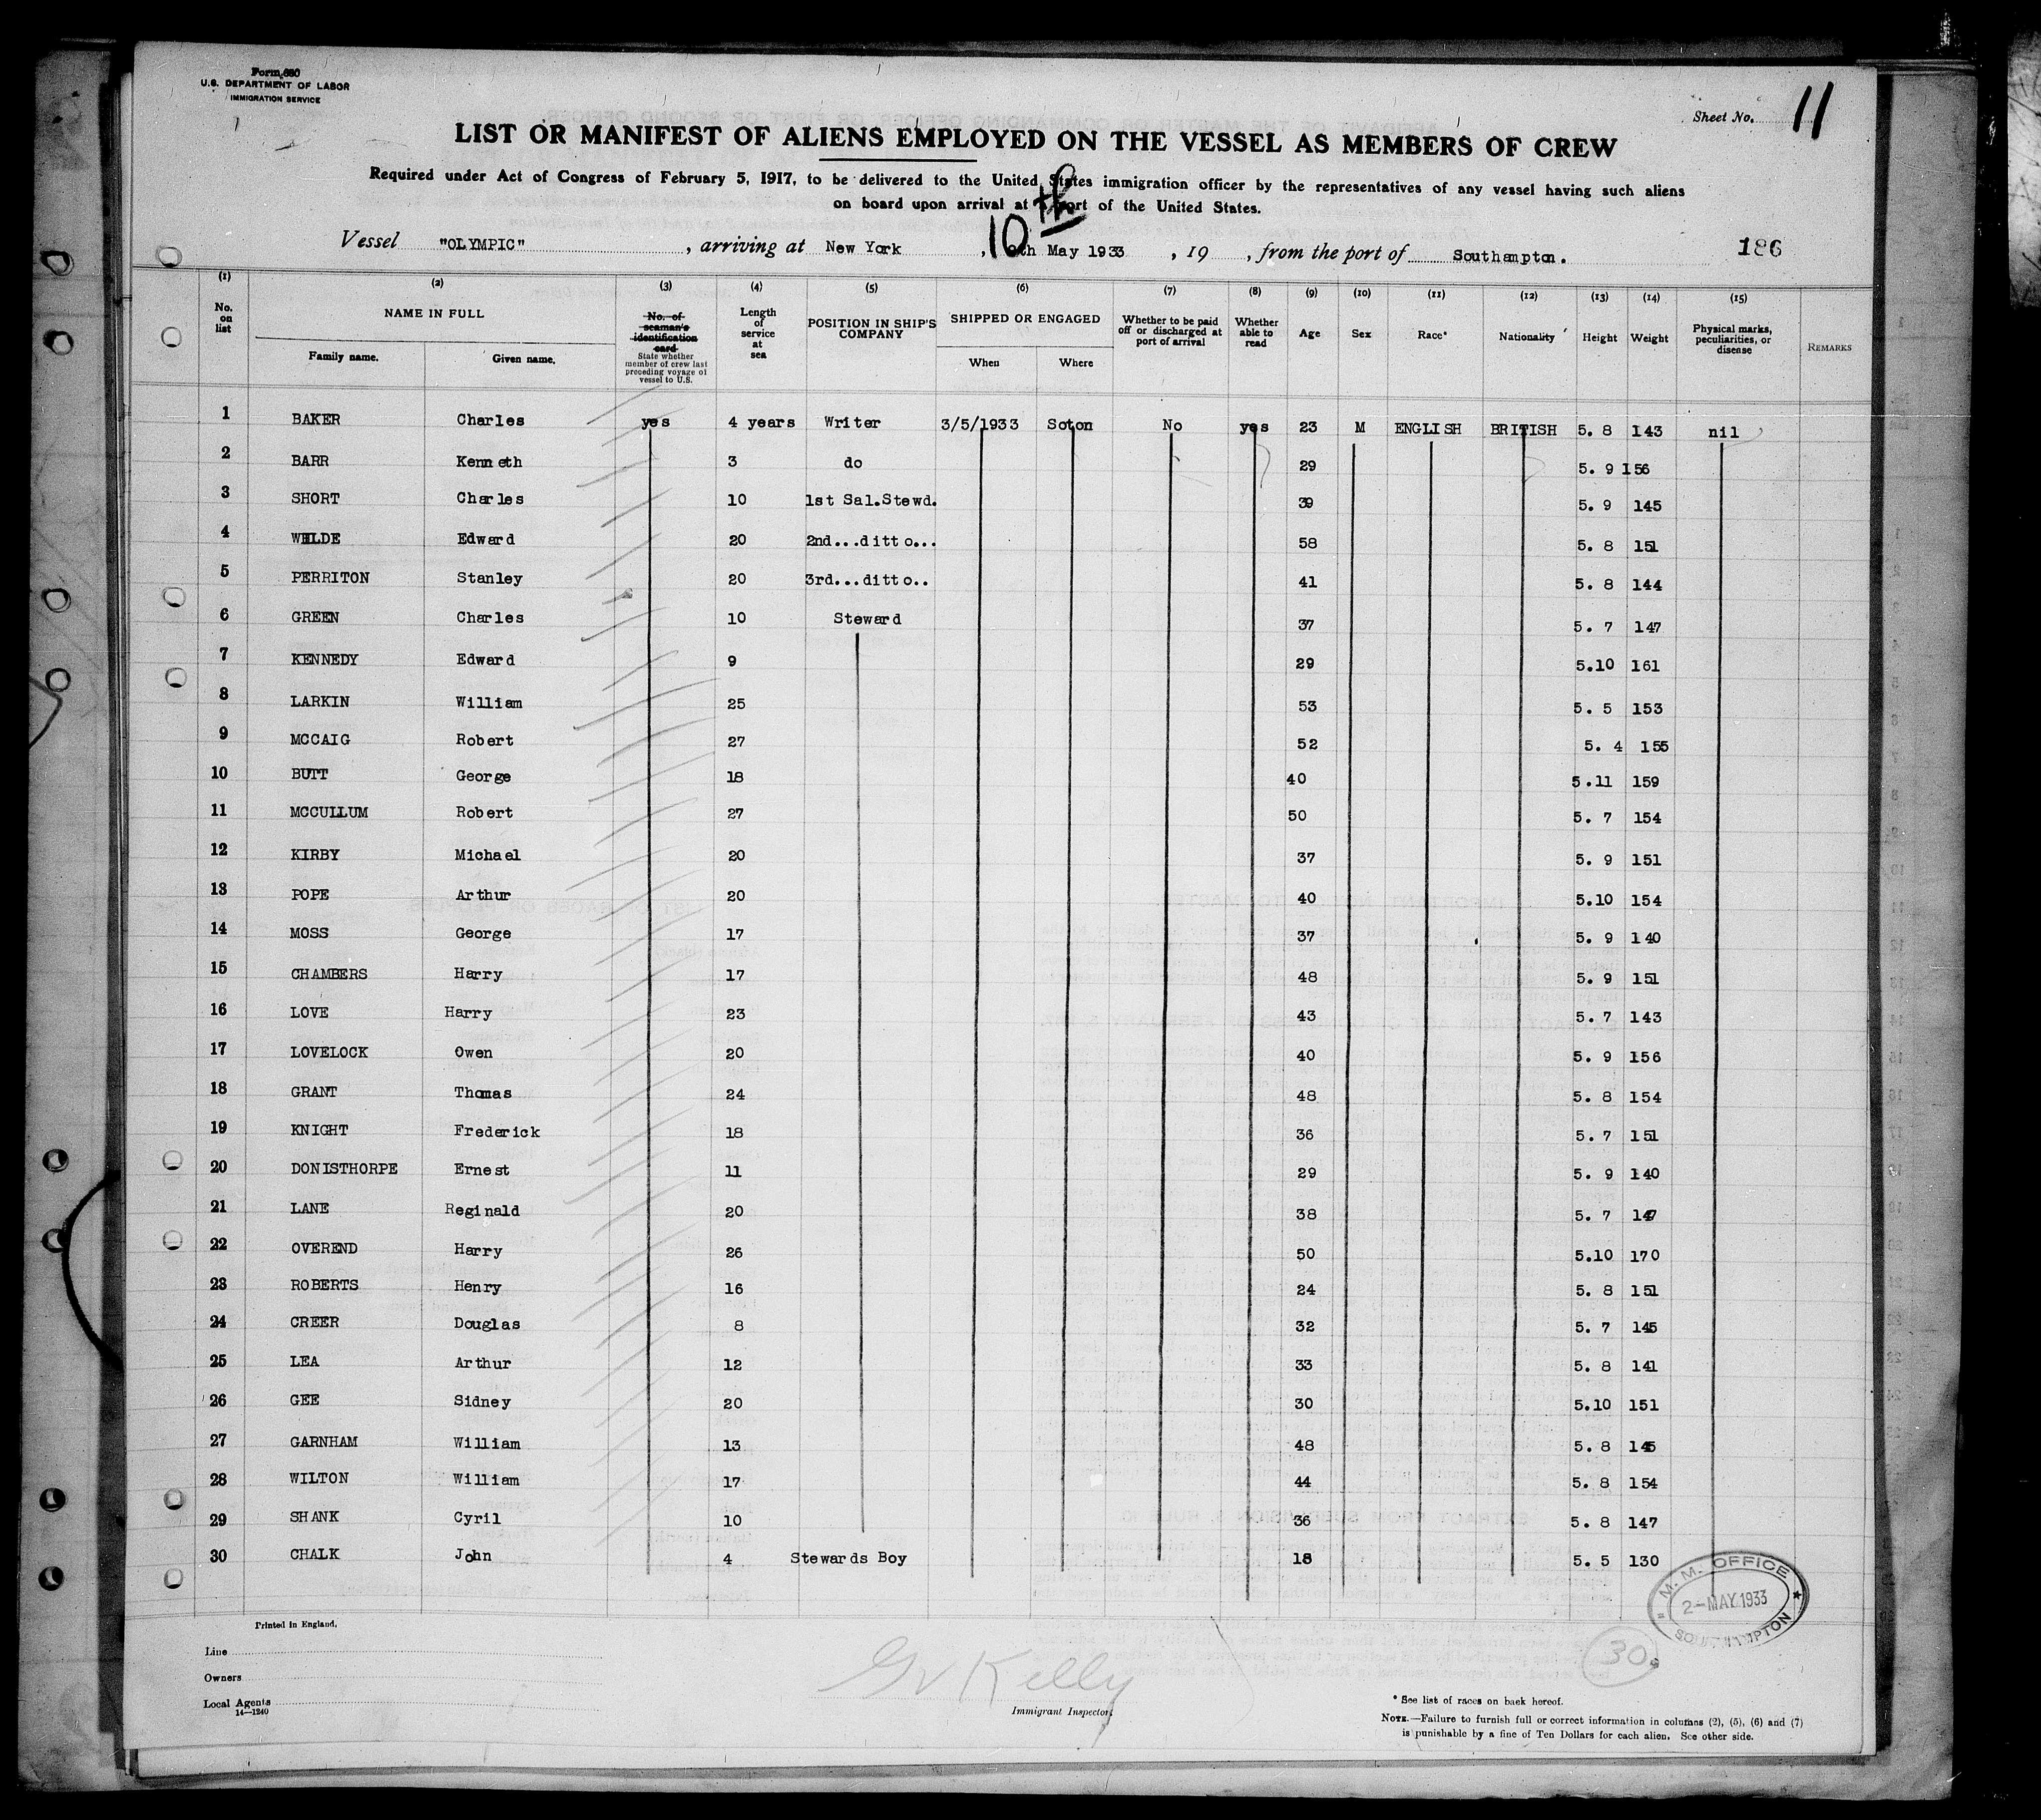 Form 680
U.S. DEPARTMENT OF LABOR
IMMIGRATION SERVICE
Sheet No. 11
LIST OR MANIFEST OF ALIENS EMPLOYED ON THE VESSEL AS MEMBERS OF CREW
Required under Act of Congress of February 5, 1917, to be delivered to the United States immigration officer by the representatives of any vessel having such aliens
on board upon arrival at a port of the United States.
10th
Vessel "OLYMPIC", arriving at New York, th May 1933, 19 , from the port of Southampton. 186
(1) (2) (3) (4) (5) (6) (7) (8) (9) (10) (11) (12) (13) (14) (15)
No. on list NAME IN FULL Family name. Given name. No. of seaman's identification card State whether member of crew last preceding voyage of vessel to U.S. Length of service at sea POSITION IN SHIP'S COMPANY SHIPPED OR ENGAGED When Where Whether to be paid off or discharged at port of arrival Whether able to read Age Sex Race* Nationality Height Weight Physical marks, peculiarities, or disease REMARKS
1 BAKER Charles yes 4 years Writer 3/5/1933 Soton No yes 23 M ENGLISH BRITISH 5. 8 143 nil
2 BARR Kenneth 3 do 29 5. 9 156
3 SHORT Charles 10 1st Sal.Stewd. 39 5. 9 145
4 WILDE Edward 20 2nd...ditto... 58 5. 8 151
5 PERRITON Stanley 20 3rd...ditto.. 41 5. 8 144
6 GREEN Charles 10 Steward 37 5. 7 147
7 KENNEDY Edward 9 29 5.10 161
8 LARKIN William 25 53 5. 5 153
9 MCCAIG Robert 27 52 5. 4 155
10 BUTT George 18 40 5.11 159
11 MCCULLUM Robert 27 50 5. 7 154
12 KIRBY Michael 20 37 5. 9 151
13 POPE Arthur 20 40 5.10 154
14 MOSS George 17 37 5. 9 140
15 CHAMBERS Harry 17 48 5. 9 151
16 LOVE Harry 23 43 5. 7 143
17 LOVELOCK Owen 20 40 5. 9 156
18 GRANT Thomas 24 48 5. 8 154
19 KNIGHT Frederick 18 36 5. 7 151
20 DONISTHORPE Ernest 11 29 5. 9 140
21 LANE Reginald 20 38 5. 7 147
22 OVEREND Harry 26 50 5.10 170
23 ROBERTS Henry 16 24 5. 8 151
24 CREER Douglas 8 32 5. 7 145
25 LEA Arthur 12 33 5. 8 141
26 GEE Sidney 20 30 5.10 151
27 GARNHAM William 13 48 5. 8 145
28 WILTON William 17 44 5. 8 154
29 SHANK Cyril 10 36 5. 8 147
30 CHALK John 4 Stewards Boy 18 5. 5 130
M. M. OFFICE
2-MAY 1933
SOUTHAMPTON
Printed in England.
Line
Owners
Local Agents
14—1240
30
Kelly
Immigrant Inspector.
* See list of races on back hereof.
NOTE.—Failure to furnish full or correct information in columns (2), (5), (6) and (7)
is punishable by a fine of Ten Dollars for each alien. See other side.